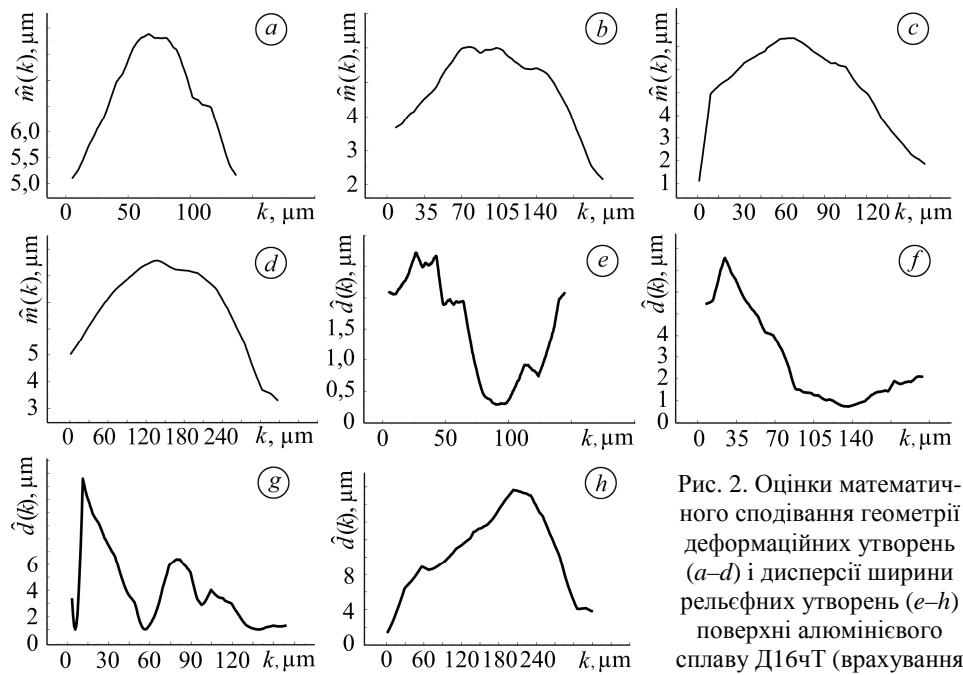 a
m̂(k), μm
6,0
5,5
5,0
0 50 100 k, μm
b
m̂(k), μm
4
3
2
0 35 70 105 140 k, μm
c
m̂(k), μm
4
3
2
1
0 30 60 90 120 k, μm
d
m̂(k), μm
5
4
3
0 60 120 180 240 k, μm
e
d̂(k), μm
1,5
1,0
0,5
0
0 50 100 k, μm
f
d̂(k), μm
4
3
2
1
0
0 35 70 105 140 k, μm
g
d̂(k), μm
6
4
2
1
0
0 30 60 90 120 k, μm
h
d̂(k), μm
8
4
0
0 60 120 180 240 k, μm
Рис. 2. Оцінки математич-
ного сподівання геометрії
деформаційних утворень
(a–d) і дисперсії ширини
рельєфних утворень (e–h)
поверхні алюмінієвого
сплаву Д16чТ (врахування